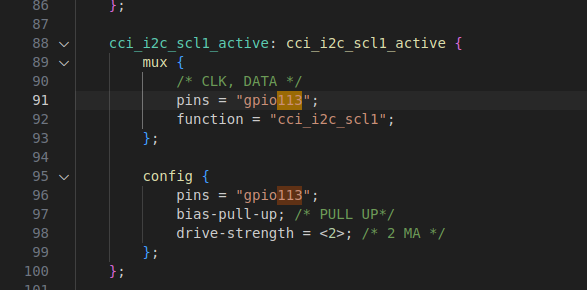 86 };
87
88 cci_i2c_scl1_active: cci_i2c_scl1_active {
89 mux {
90 /* CLK, DATA */
91 pins = "gpio113";
92 function = "cci_i2c_scl1";
93 };
94
95 config {
96 pins = "gpio113";
97 bias-pull-up; /* PULL UP*/
98 drive-strength = <2>; /* 2 MA */
99 };
100 };
101